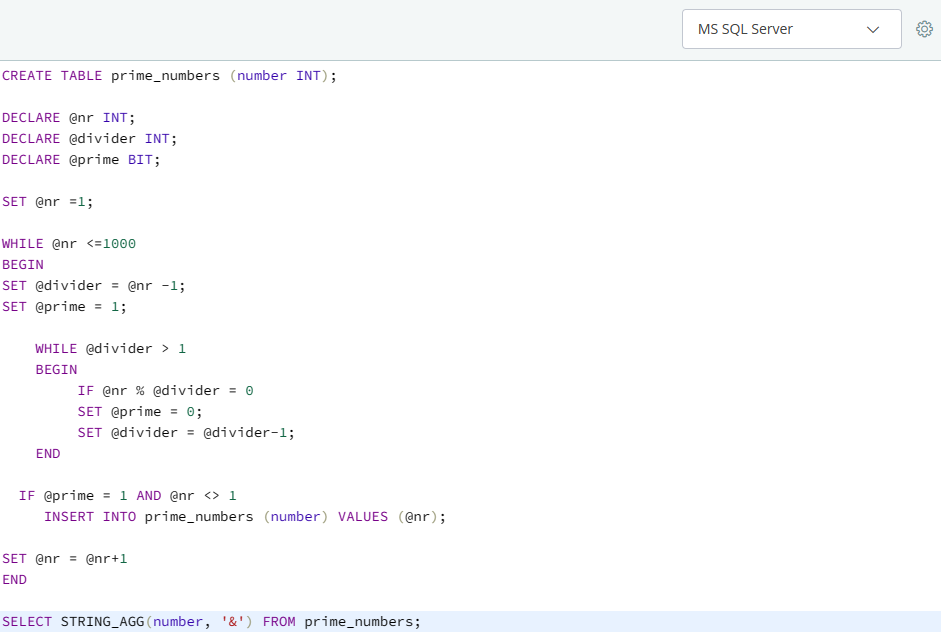 MS SQL Server
CREATE TABLE prime_numbers (number INT);
DECLARE @nr INT;
DECLARE @divider INT;
DECLARE @prime BIT;
SET @nr =1;
WHILE @nr <=1000
BEGIN
SET @divider = @nr -1;
SET @prime = 1;
WHILE @divider > 1
BEGIN
IF @nr % @divider = 0
SET @prime = 0;
SET @divider = @divider-1;
END
IF @prime = 1 AND @nr <> 1
INSERT INTO prime_numbers (number) VALUES (@nr);
SET @nr = @nr+1
END
SELECT STRING_AGG(number, '&') FROM prime_numbers;